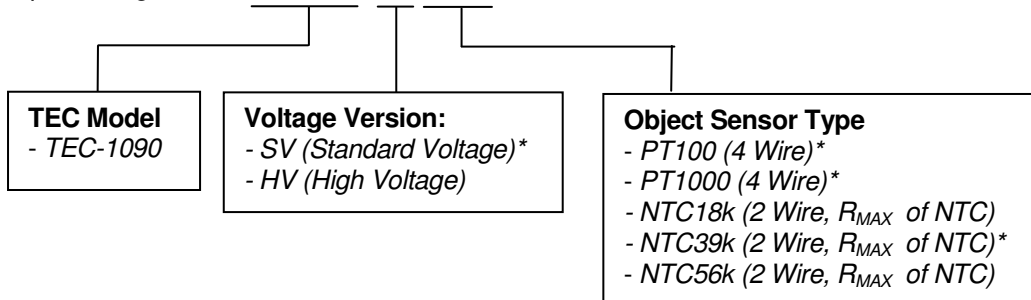 TEC Model
- TEC-1090
Voltage Version:
- SV (Standard Voltage)*
- HV (High Voltage)
Object Sensor Type
- PT100 (4 Wire)*
- PT1000 (4 Wire)*
- NTC18k (2 Wire, RMAX of NTC)
- NTC39k (2 Wire, RMAX of NTC)*
- NTC56k (2 Wire, RMAX of NTC)